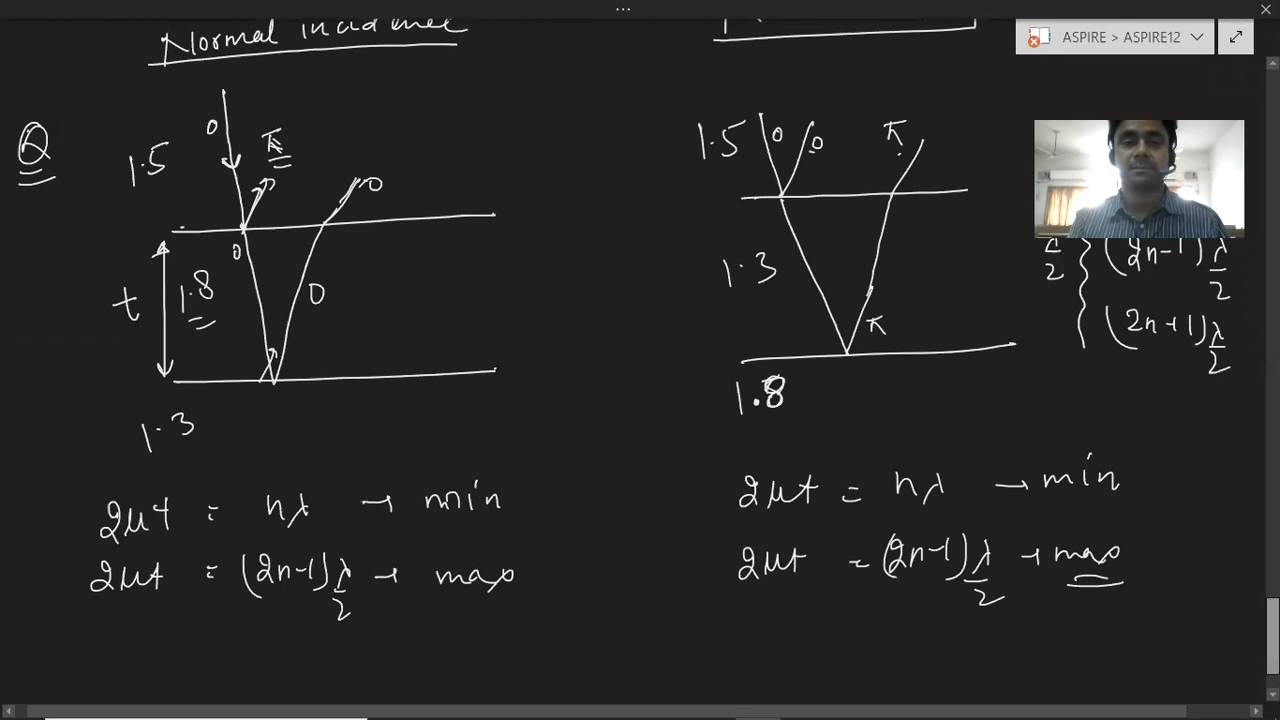 Normal incidence
ASPIRE > ASPIRE12
Q
1.5
0
π
0
0
t
1.8
0
1.3
2μt = nλ → min
2μt = (2n-1)λ/2 → max
1.5
0
0
π
1.3
π
1.8
2μt = nλ → min
2μt = (2n-1)λ/2 → max
(2n-1)λ/2
(2n+1)λ/2